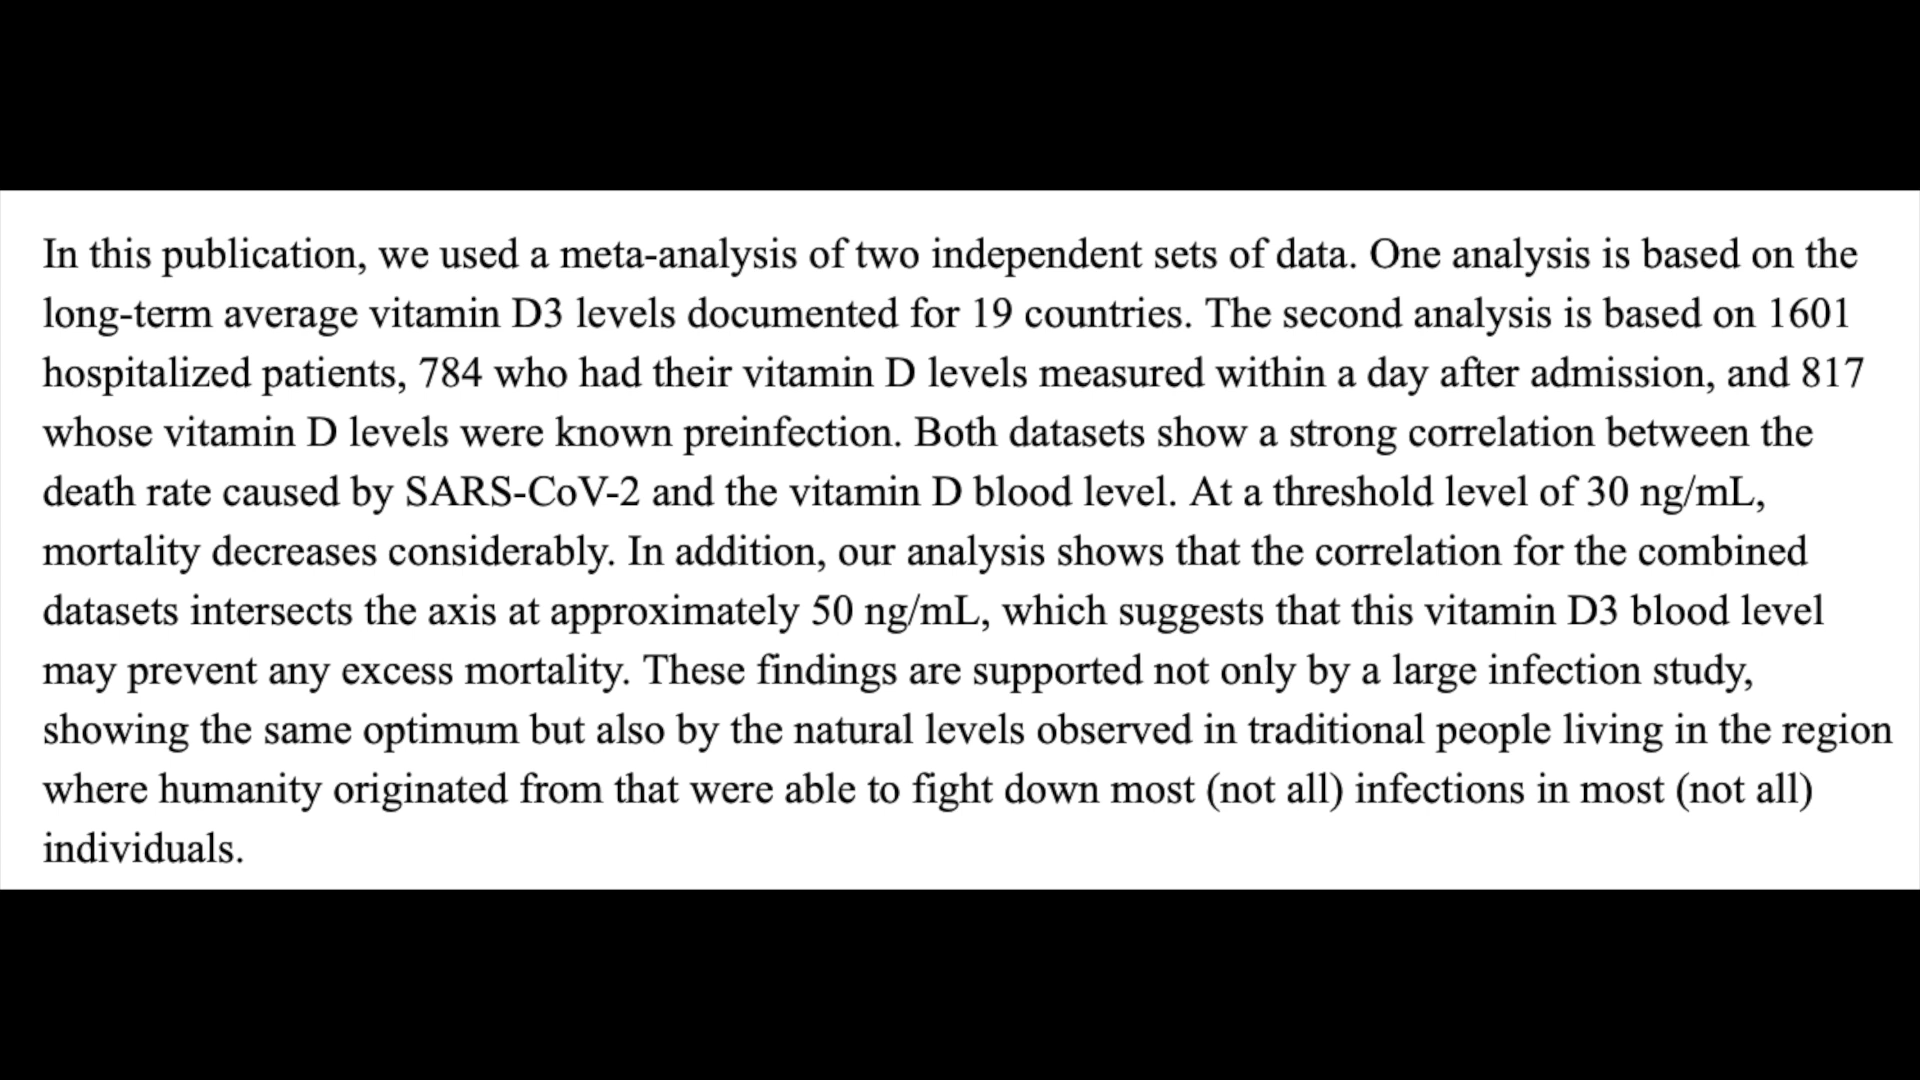 In this publication, we used a meta-analysis of two independent sets of data. One analysis is based on the
long-term average vitamin D3 levels documented for 19 countries. The second analysis is based on 1601
hospitalized patients, 784 who had their vitamin D levels measured within a day after admission, and 817
whose vitamin D levels were known preinfection. Both datasets show a strong correlation between the
death rate caused by SARS-CoV-2 and the vitamin D blood level. At a threshold level of 30 ng/mL,
mortality decreases considerably. In addition, our analysis shows that the correlation for the combined
datasets intersects the axis at approximately 50 ng/mL, which suggests that this vitamin D3 blood level
may prevent any excess mortality. These findings are supported not only by a large infection study,
showing the same optimum but also by the natural levels observed in traditional people living in the region
where humanity originated from that were able to fight down most (not all) infections in most (not all)
individuals.